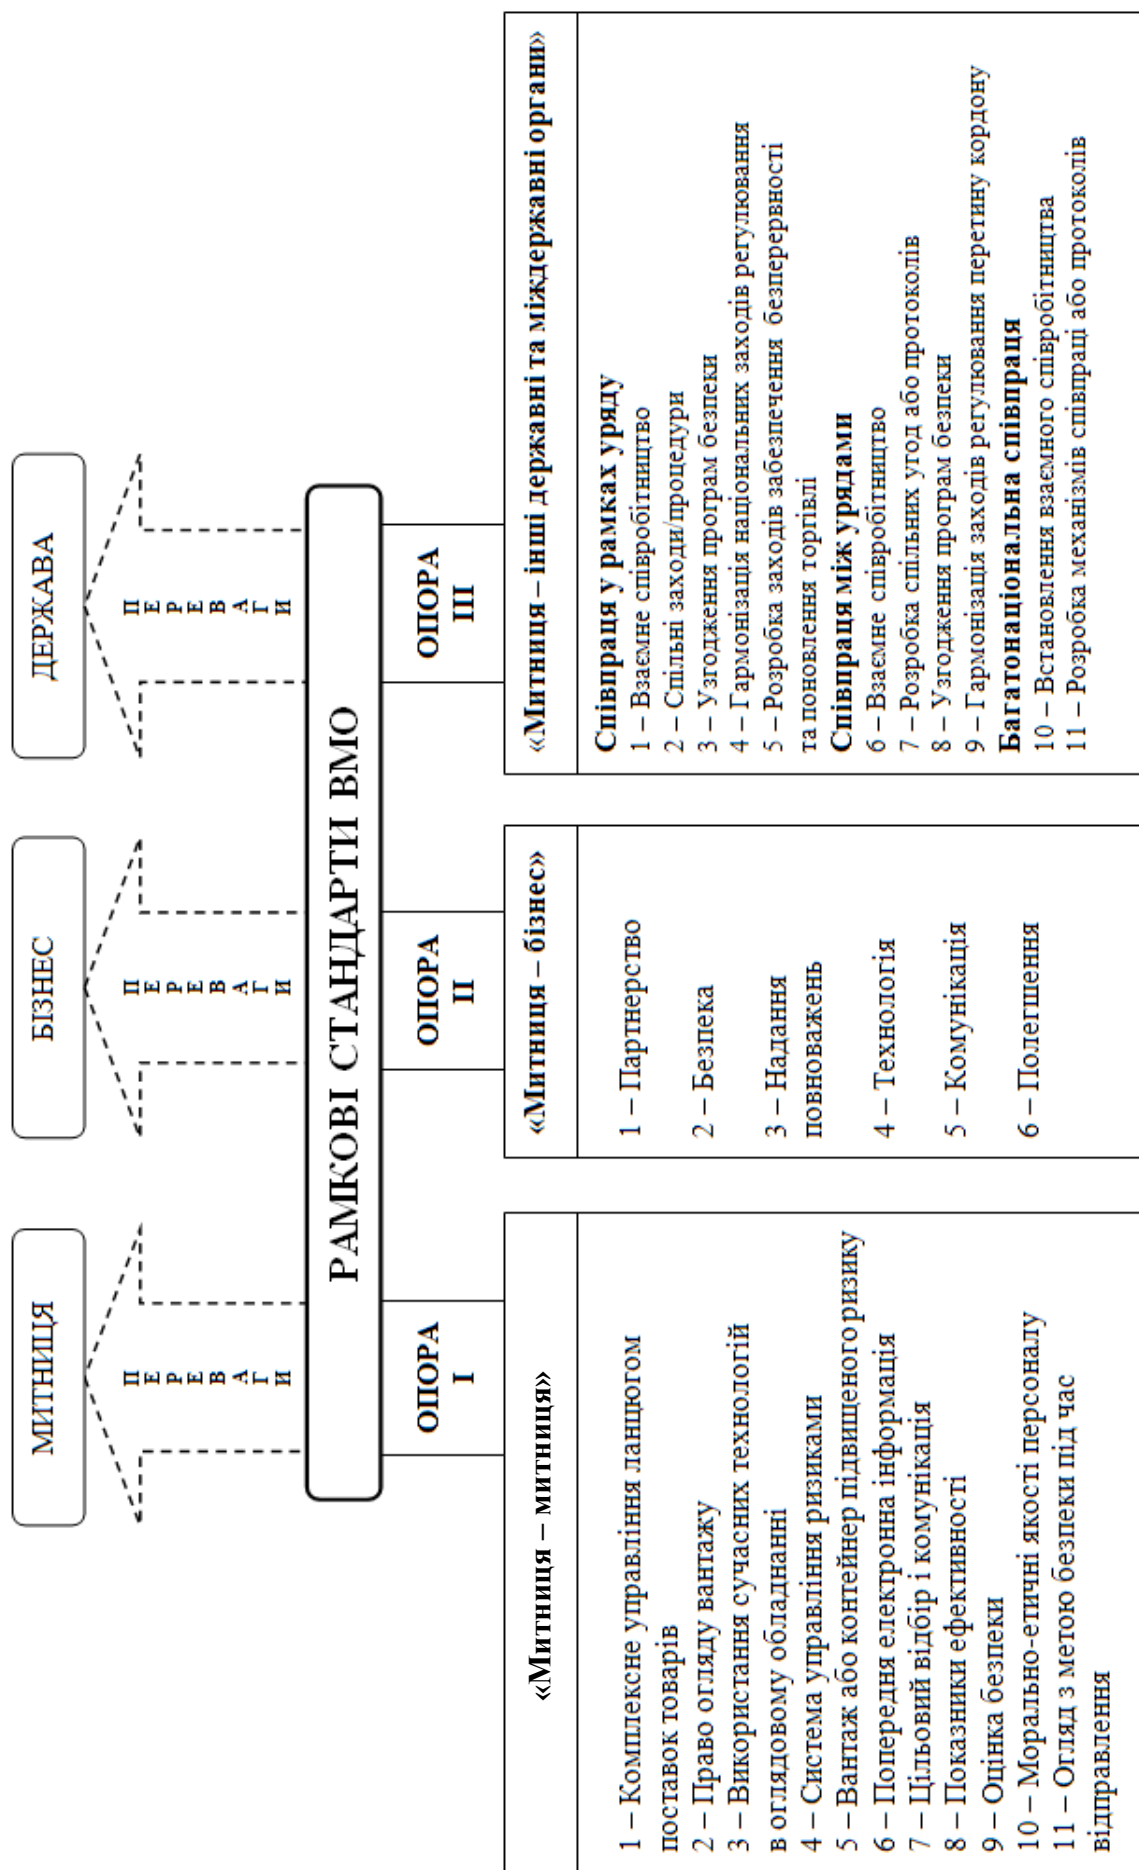 МИТНИЦЯ
БІЗНЕС
ДЕРЖАВА
ПЕРЕВАГИ
ПЕРЕВАГИ
ПЕРЕВАГИ
РАМКОВІ СТАНДАРТИ ВМО
ОПОРА
I
ОПОРА
II
ОПОРА
III
«Митниця – митниця»
1 – Комплексне управління ланцюгом
поставок товарів
2 – Право огляду вантажу
3 – Використання сучасних технологій
в оглядовому обладнанні
4 – Система управління ризиками
5 – Вантаж або контейнер підвищеного ризику
6 – Попередня електронна інформація
7 – Цільовий відбір і комунікація
8 – Показники ефективності
9 – Оцінка безпеки
10 – Морально-етичні якості персоналу
11 – Огляд з метою безпеки під час
відправлення
«Митниця – бізнес»
1 – Партнерство
2 – Безпека
3 – Надання
повноважень
4 – Технологія
5 – Комунікація
6 – Полегшення
«Митниця – інші державні та міждержавні органи»
Співпраця у рамках уряду
1 – Взаємне співробітництво
2 – Спільні заходи/процедури
3 – Узгодження програм безпеки
4 – Гармонізація національних заходів регулювання
5 – Розробка заходів забезпечення безперервності
та поновлення торгівлі
Співпраця між урядами
6 – Взаємне співробітництво
7 – Розробка спільних угод або протоколів
8 – Узгодження програм безпеки
9 – Гармонізація заходів регулювання перетину кордону
Багатонаціональна співпраця
10 – Встановлення взаємного співробітництва
11 – Розробка механізмів співпраці або протоколів